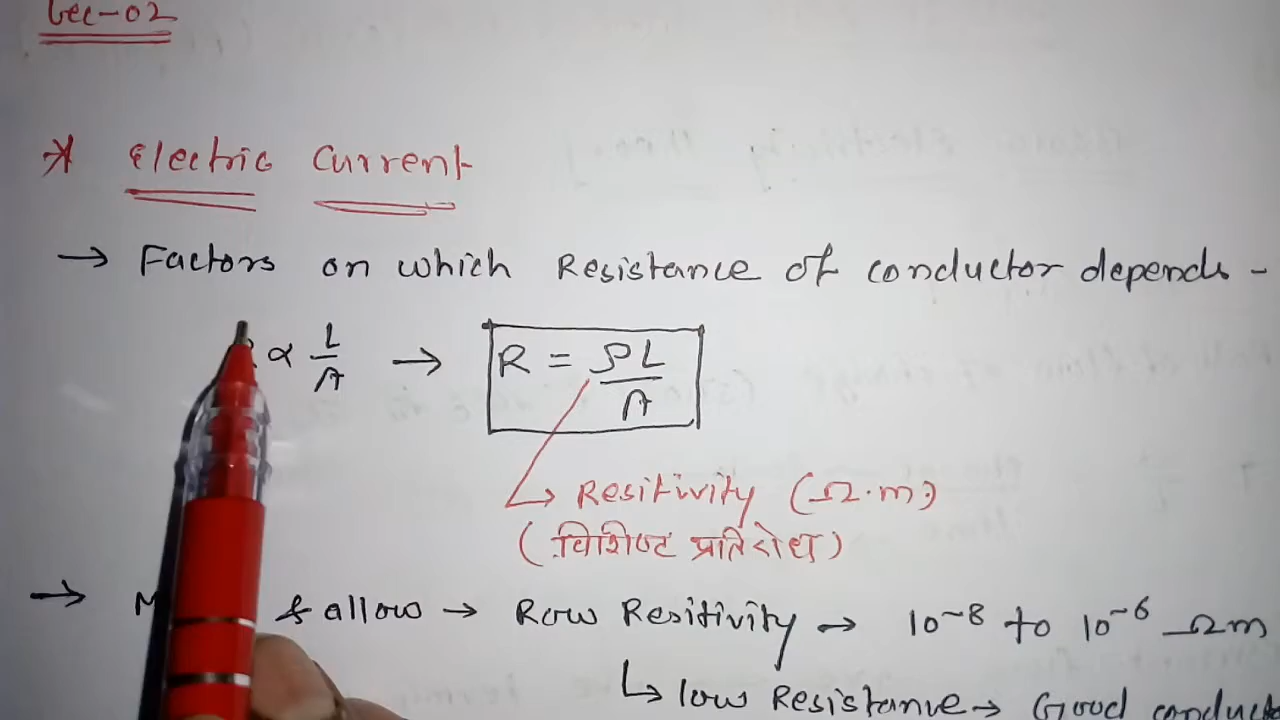 Lec-02
* Electric Current
→ Factors on which Resistance of conductor depends -
∝ L/A → R = ρL/A
↳ Resitivity (Ω.m)
(विशिष्ट प्रतिरोध)
→ & allow → Row Resitivity → 10⁻⁸ to 10⁻⁶ Ωm
↳ low Resistance → Good conduct